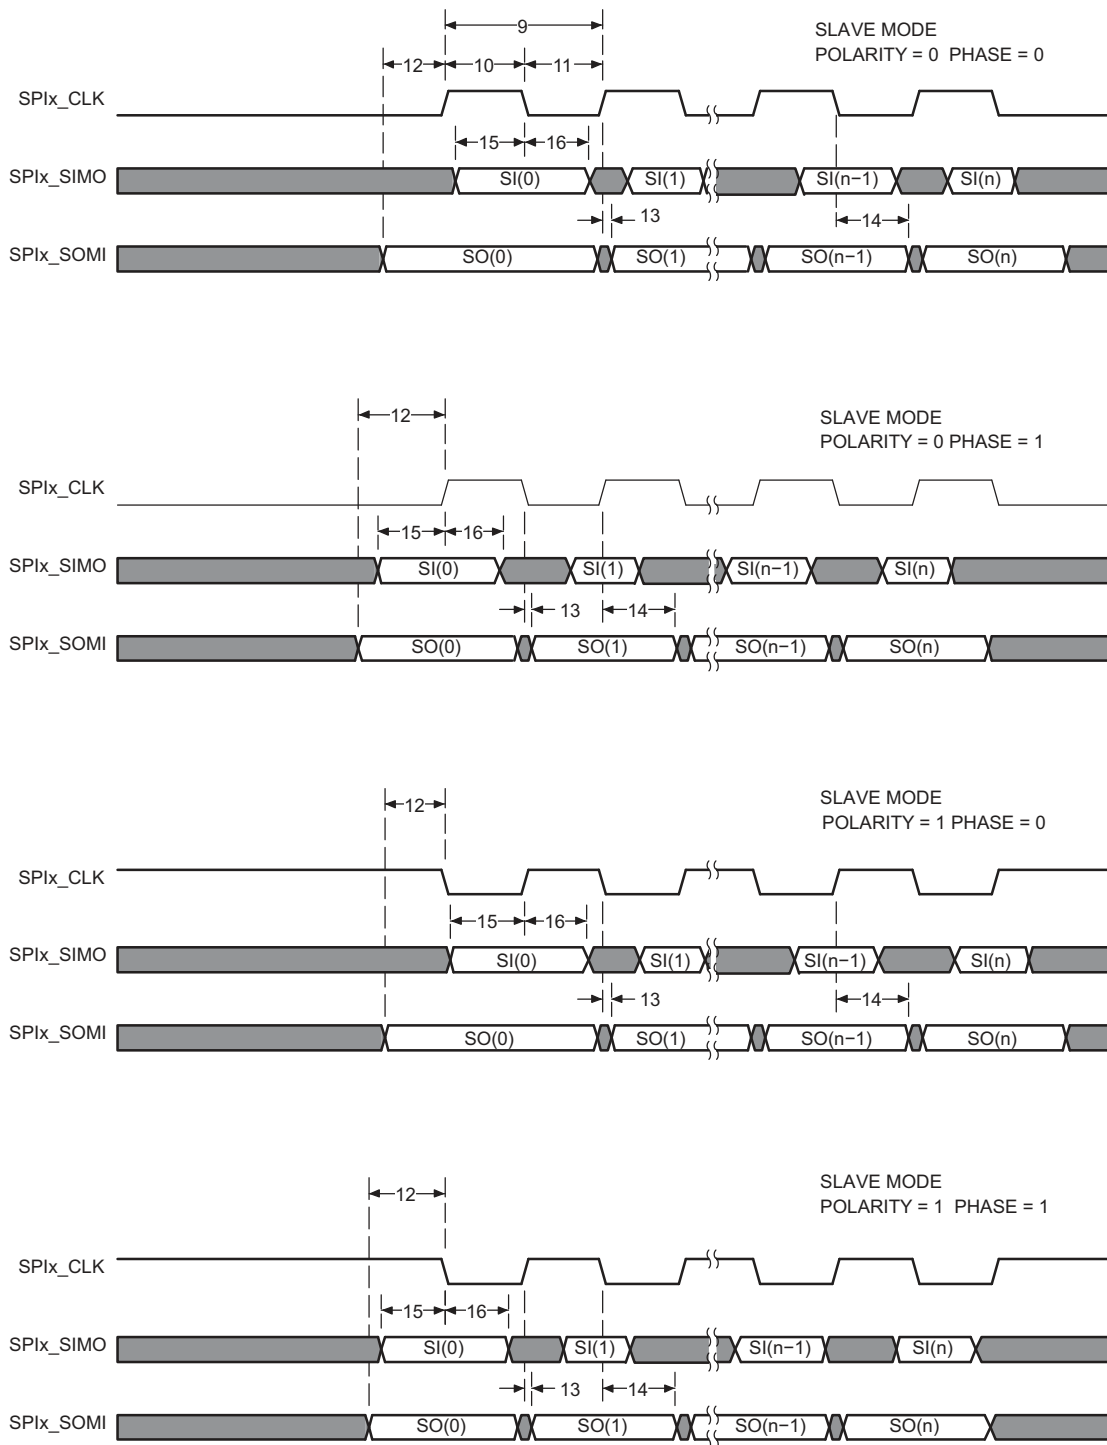 9
SLAVE MODE
POLARITY = 0 PHASE = 0
12 10 11
SPIx_CLK
15 16
SPIx_SIMO SI(0) SI(1) SI(n−1) SI(n)
13 14
SPIx_SOMI SO(0) SO(1) SO(n−1) SO(n)
12
SLAVE MODE
POLARITY = 0 PHASE = 1
SPIx_CLK
15 16
SPIx_SIMO SI(0) SI(1) SI(n−1) SI(n)
13 14
SPIx_SOMI SO(0) SO(1) SO(n−1) SO(n)
SLAVE MODE
12
POLARITY = 1 PHASE = 0
SPIx_CLK
15 16
SPIx_SIMO SI(0) SI(1) SI(n−1) SI(n)
13 14
SPIx_SOMI SO(0) SO(1) SO(n−1) SO(n)
SLAVE MODE
12
POLARITY = 1 PHASE = 1
SPIx_CLK
15 16
SPIx_SIMO SI(0) SI(1) SI(n−1) SI(n)
13 14
SPIx_SOMI SO(0) SO(1) SO(n−1) SO(n)